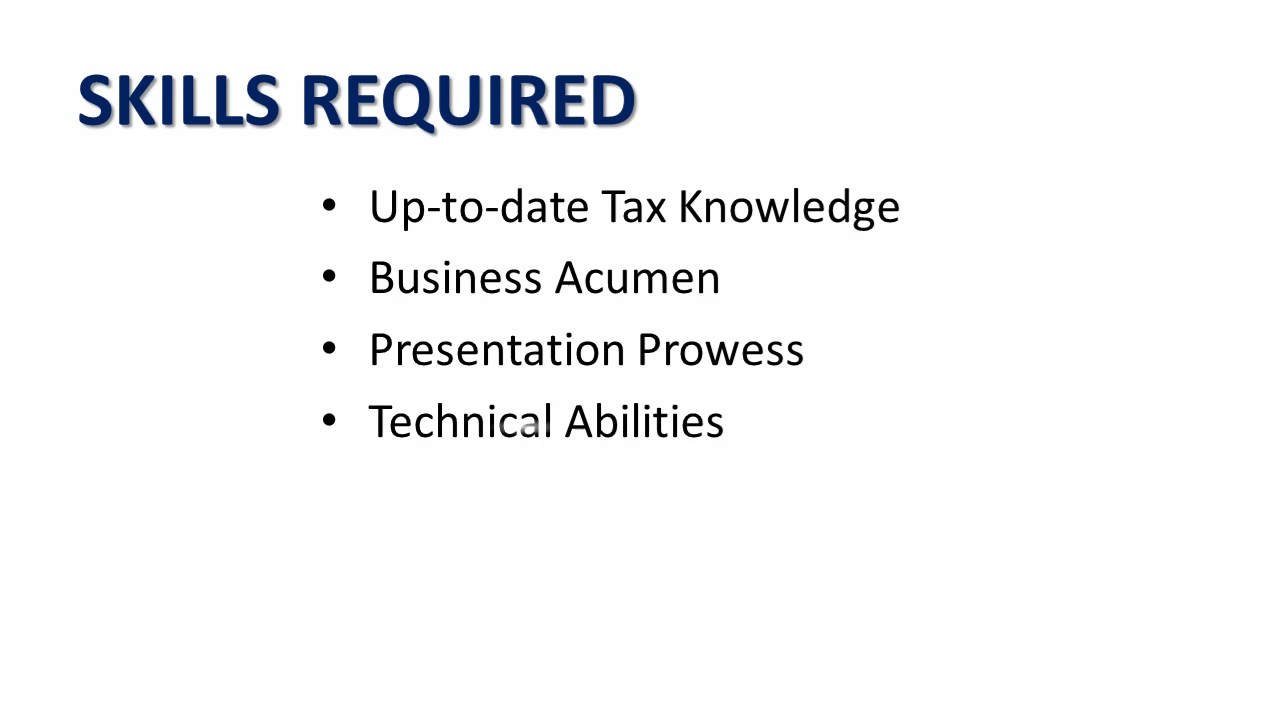 SKILLS REQUIRED
• Up-to-date Tax Knowledge
• Business Acumen
• Presentation Prowess
• Technical Abilities